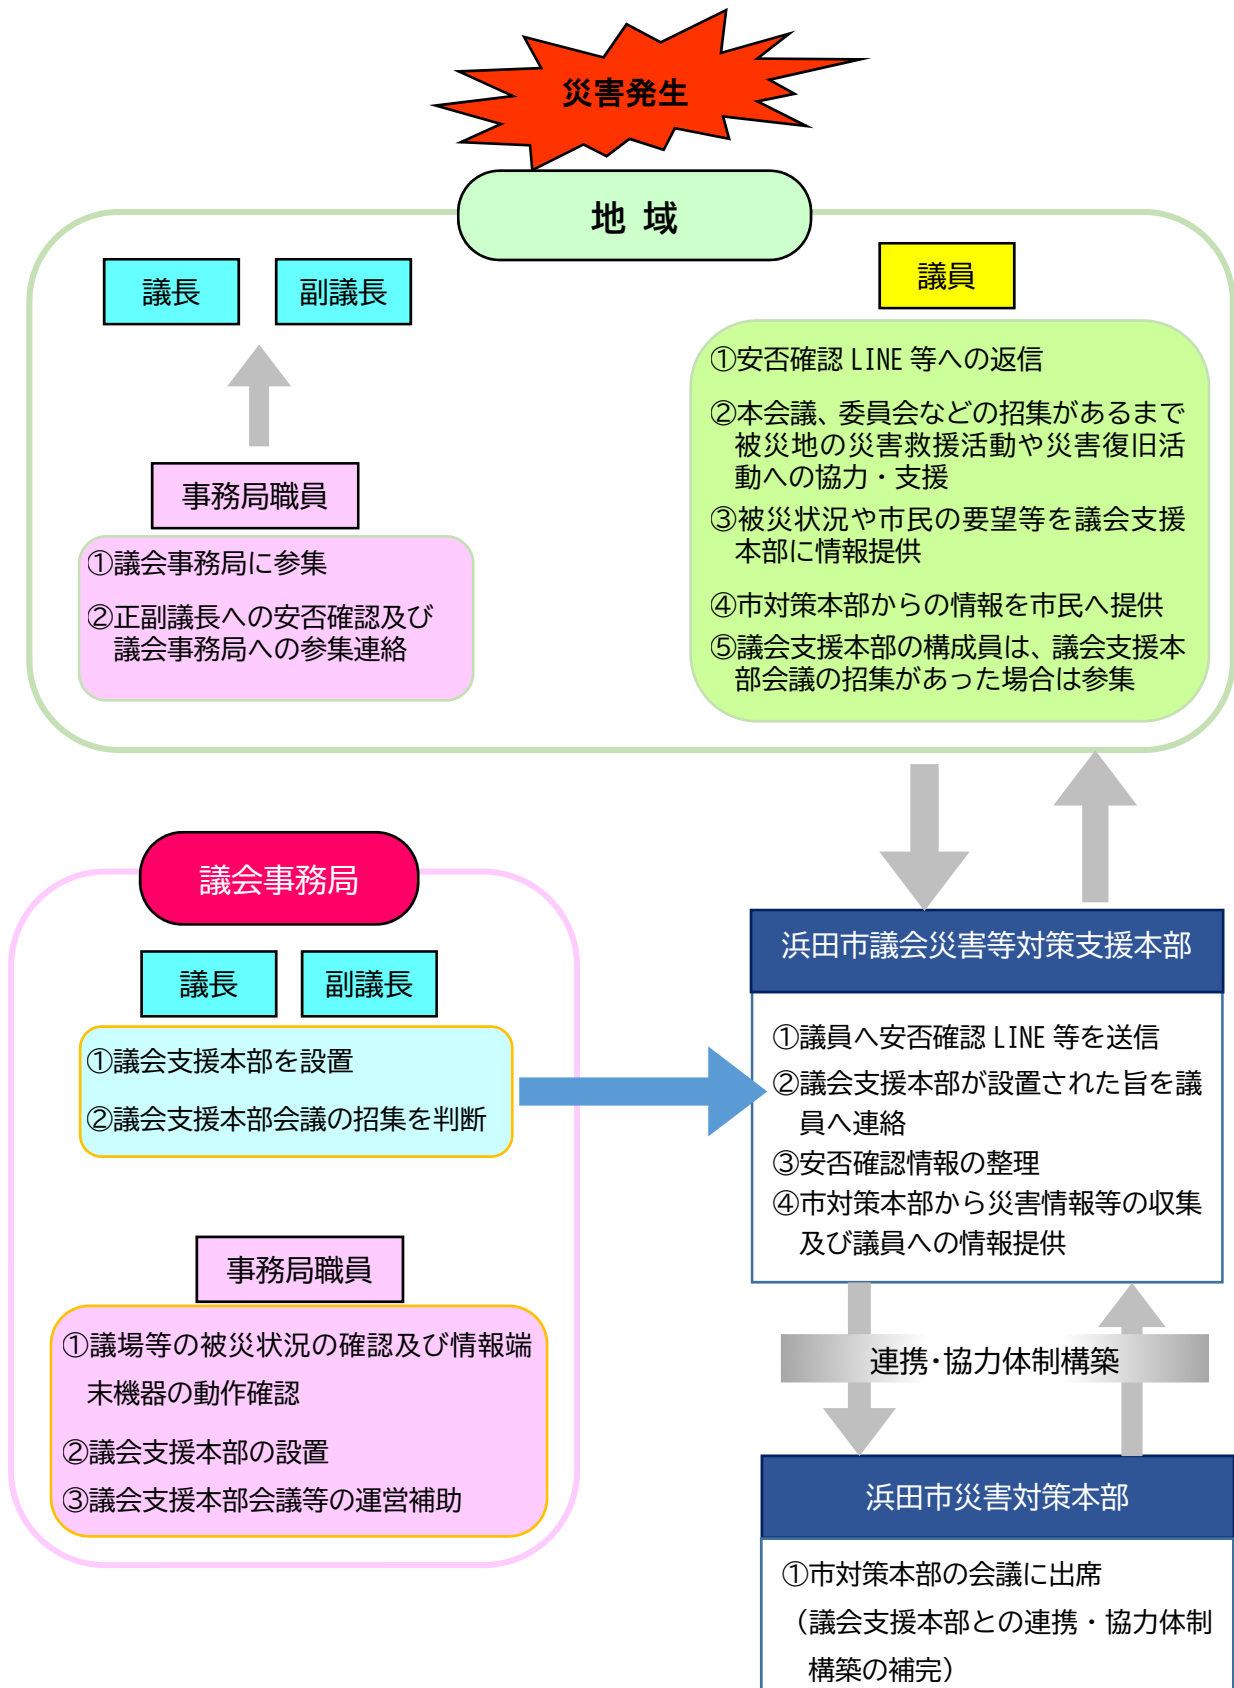 災害発生
地 域
議長
副議長
事務局職員
①議会事務局に参集
②正副議長への安否確認及び
議会事務局への参集連絡
議員
①安否確認 LINE 等への返信
②本会議、委員会などの招集があるまで
被災地の災害救援活動や災害復旧活
動への協力・支援
③被災状況や市民の要望等を議会支援
本部に情報提供
④市対策本部からの情報を市民へ提供
⑤議会支援本部の構成員は、議会支援本
部会議の招集があった場合は参集
議会事務局
議長
副議長
①議会支援本部を設置
②議会支援本部会議の招集を判断
事務局職員
①議場等の被災状況の確認及び情報端
末機器の動作確認
②議会支援本部の設置
③議会支援本部会議等の運営補助
浜田市議会災害等対策支援本部
①議員へ安否確認 LINE 等を送信
②議会支援本部が設置された旨を議
員へ連絡
③安否確認情報の整理
④市対策本部から災害情報等の収集
及び議員への情報提供
連携・協力体制構築
浜田市災害対策本部
①市対策本部の会議に出席
（議会支援本部との連携・協力体制
構築の補完）